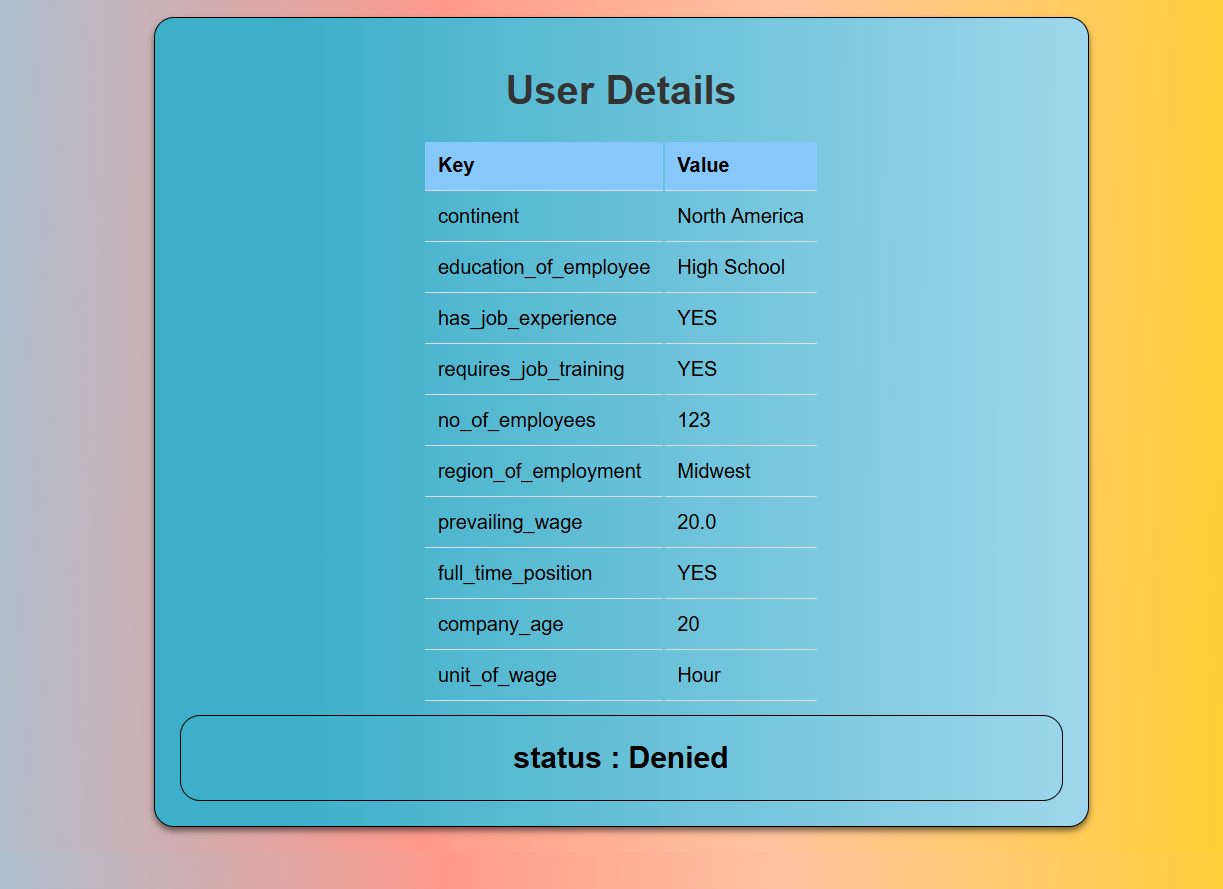 User Details
Key Value
continent North America
education_of_employee High School
has_job_experience YES
requires_job_training YES
no_of_employees 123
region_of_employment Midwest
prevailing_wage 20.0
full_time_position YES
company_age 20
unit_of_wage Hour
status : Denied